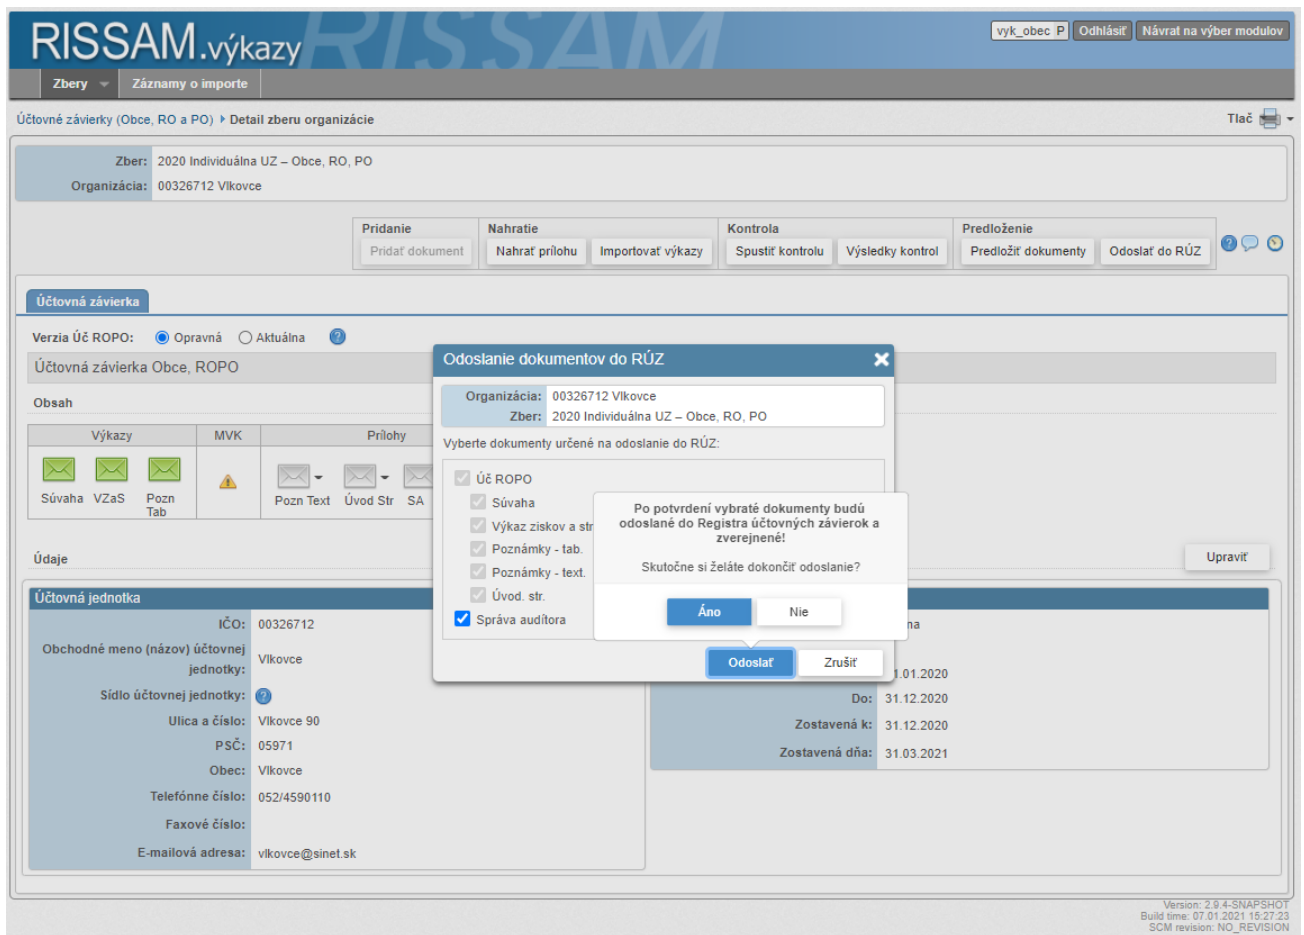 RISSAM.výkazy
RISSAM
vyk_obec P Odhlásiť Návrat na výber modulov
Zbery Záznamy o importe
Účtovné závierky (Obce, RO a PO) Detail zberu organizácie
Tlač
Zber: 2020 Individuálna UZ – Obce, RO, PO
Organizácia: 00326712 Vlkovce
Pridanie Nahratie Kontrola Predloženie
Pridať dokument Nahrať prílohu Importovať výkazy Spustiť kontrolu Výsledky kontrol Predložiť dokumenty Odoslať do RÚZ
Účtovná závierka
Verzia Úč ROPO: Opravná Aktuálna
Účtovná závierka Obce, ROPO
Obsah
Výkazy MVK Prílohy
Súvaha VZaS Pozn Tab Pozn Text Úvod Str SA
Odoslanie dokumentov do RÚZ
Organizácia: 00326712 Vlkovce
Zber: 2020 Individuálna UZ – Obce, RO, PO
Vyberte dokumenty určené na odoslanie do RÚZ:
Úč ROPO
Súvaha
Výkaz ziskov a str
Poznámky - tab.
Poznámky - text.
Úvod. str.
Správa audítora
Po potvrdení vybraté dokumenty budú
odoslané do Registra účtovných závierok a
zverejnené!
Skutočne si želáte dokončiť odoslanie?
Áno Nie
Odoslať Zrušiť
Údaje
Upraviť
Účtovná jednotka
IČO: 00326712
Obchodné meno (názov) účtovnej
jednotky: Vlkovce
Sídlo účtovnej jednotky:
Ulica a číslo: Vlkovce 90
PSČ: 05971
Obec: Vlkovce
Telefónne číslo: 052/4590110
Faxové číslo:
E-mailová adresa: vlkovce@sinet.sk
na
1.01.2020
Do: 31.12.2020
Zostavená k: 31.12.2020
Zostavená dňa: 31.03.2021
Version: 2.9.4-SNAPSHOT
Build time: 07.01.2021 15:27:23
SCM revision: NO_REVISION